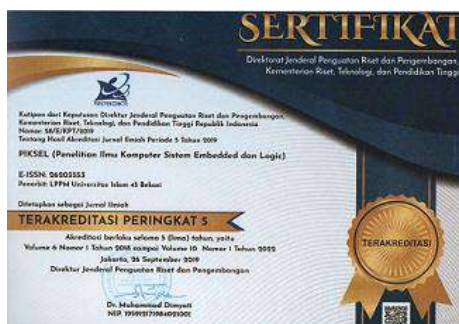 SERTIFIKAT
Direktorat Jenderal Penguatan Riset dan Pengembangan,
Kementerian Riset, Teknologi, dan Pendidikan Tinggi
RISTEKDIKTI
Kutipan dari Keputusan Direktur Jenderal Penguatan Riset dan Pengembangan,
Kementerian Riset, Teknologi, dan Pendidikan Tinggi Republik Indonesia
Nomor: 28/E/KPT/2019
Tentang Hasil Akreditasi Jurnal Ilmiah Periode 5 Tahun 2019
PIKSEL (Penelitian Ilmu Komputer Sistem Embedded dan Logic)
E-ISSN: 26203553
Penerbit: LPPM Universitas Islam 45 Bekasi
Ditetapkan sebagai Jurnal Ilmiah
TERAKREDITASI PERINGKAT 5
Akreditasi berlaku selama 5 (lima) tahun, yaitu
Volume 6 Nomor 1 Tahun 2018 sampai Volume 10 Nomor 1 Tahun 2022
Jakarta, 26 September 2019
Direktur Jenderal Penguatan Riset dan Pengembangan
Dr. Muhammad Dimyati
NIP. 195912171984021001
TERAKREDITASI